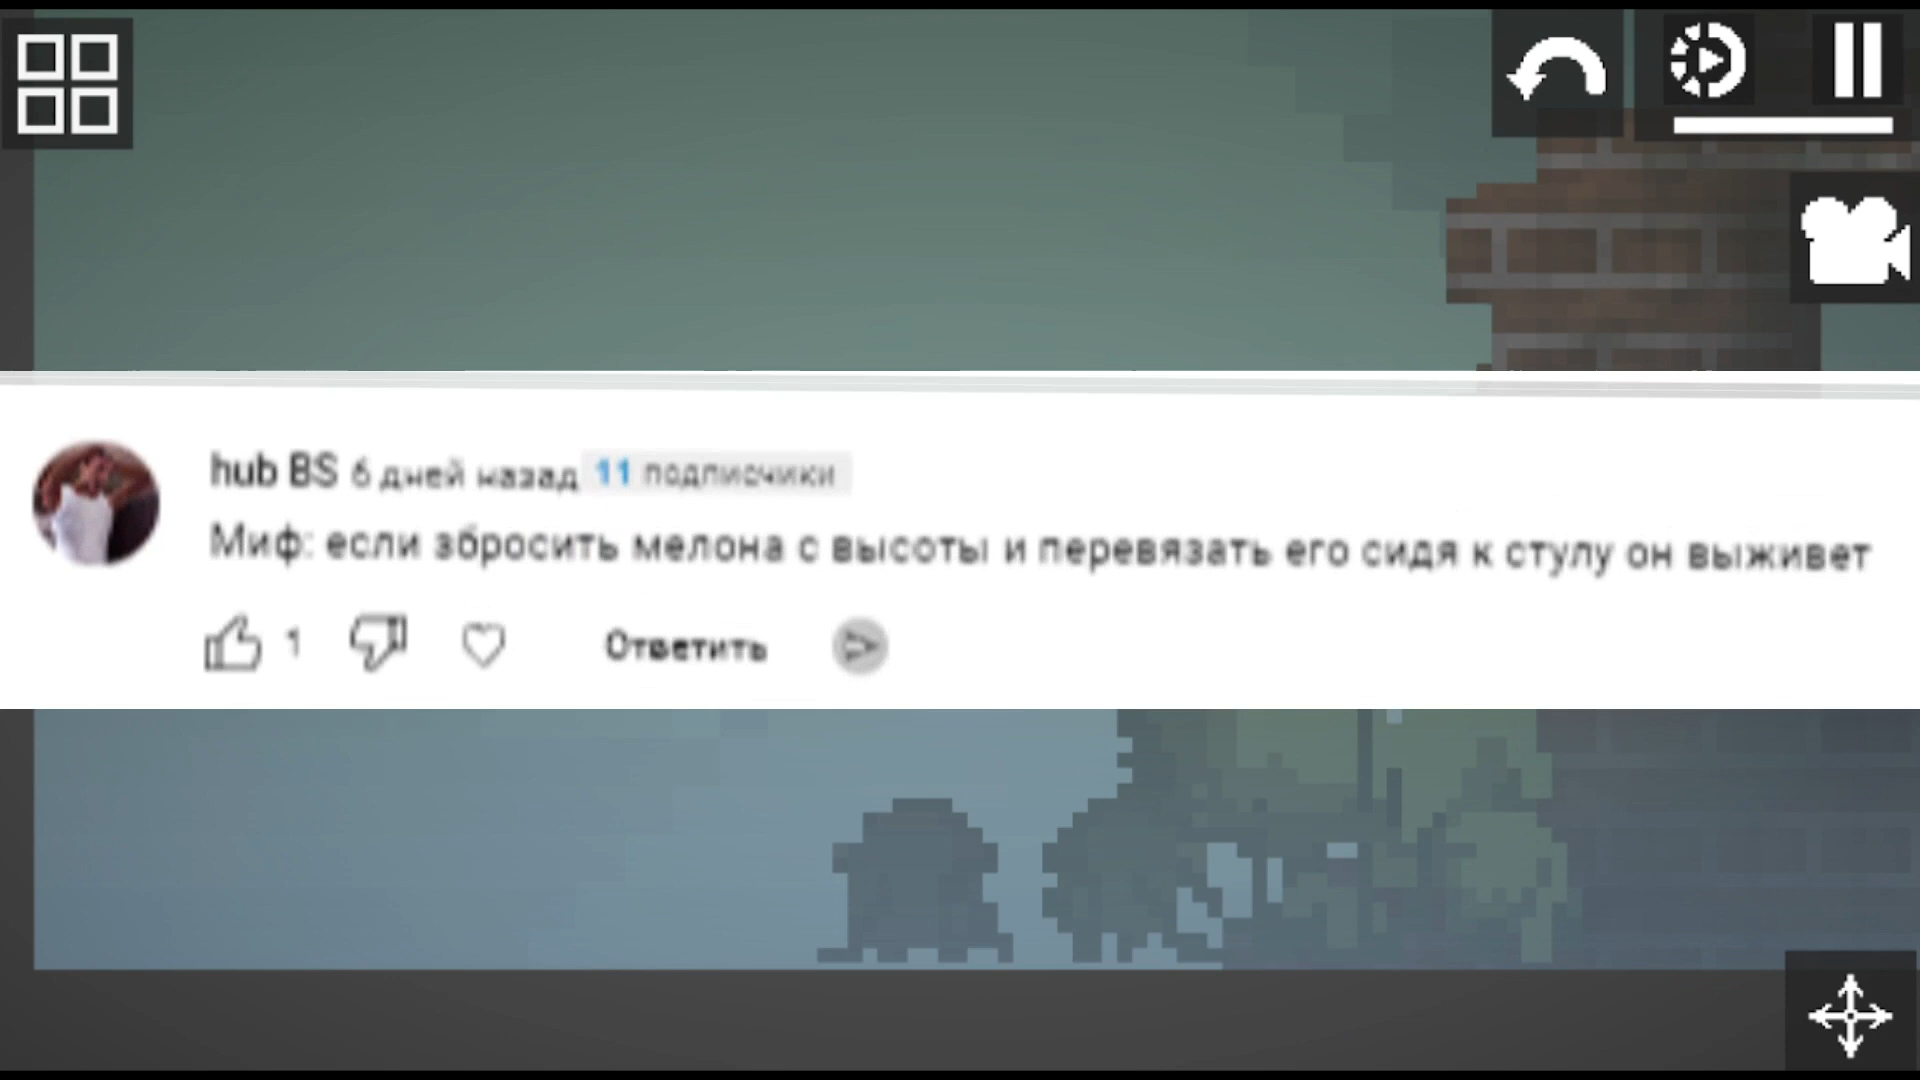 hub BS 6 дней назад 11 подписчики
Миф: если збросить мелона с высоты и перевязать его сидя к стулу он выживет
1 Ответить